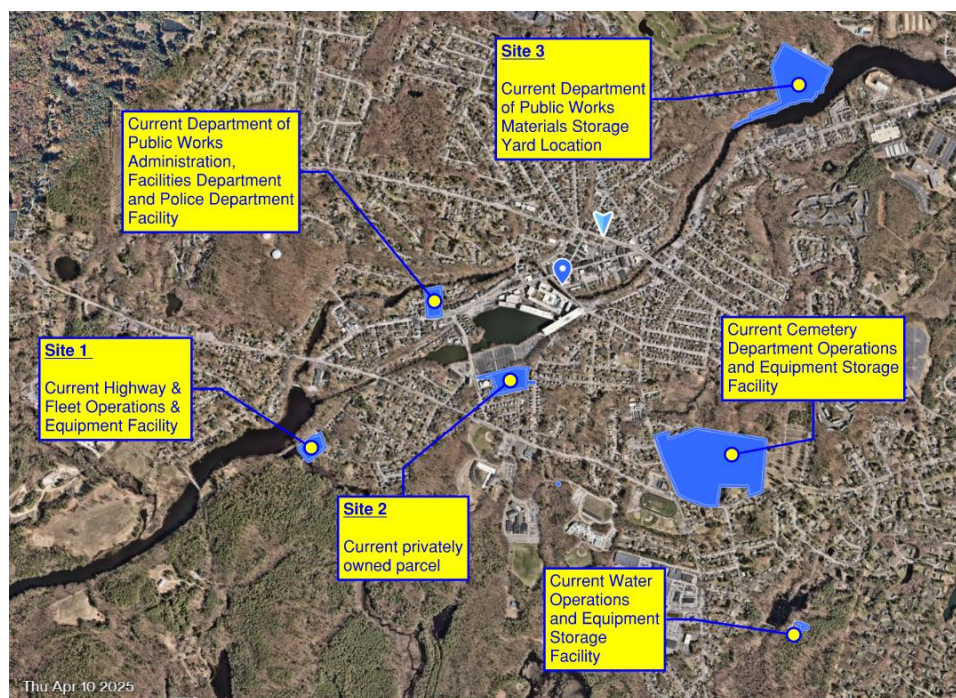 Site 3
Current Department
of Public Works
Materials Storage
Yard Location
Current Department of
Public Works
Administration,
Facilities Department
and Police Department
Facility
Site 1
Current Highway &
Fleet Operations &
Equipment Facility
Current Cemetery
Department Operations
and Equipment Storage
Facility
Site 2
Current privately
owned parcel
Current Water
Operations
and Equipment
Storage
Facility
Thu Apr 10 2025